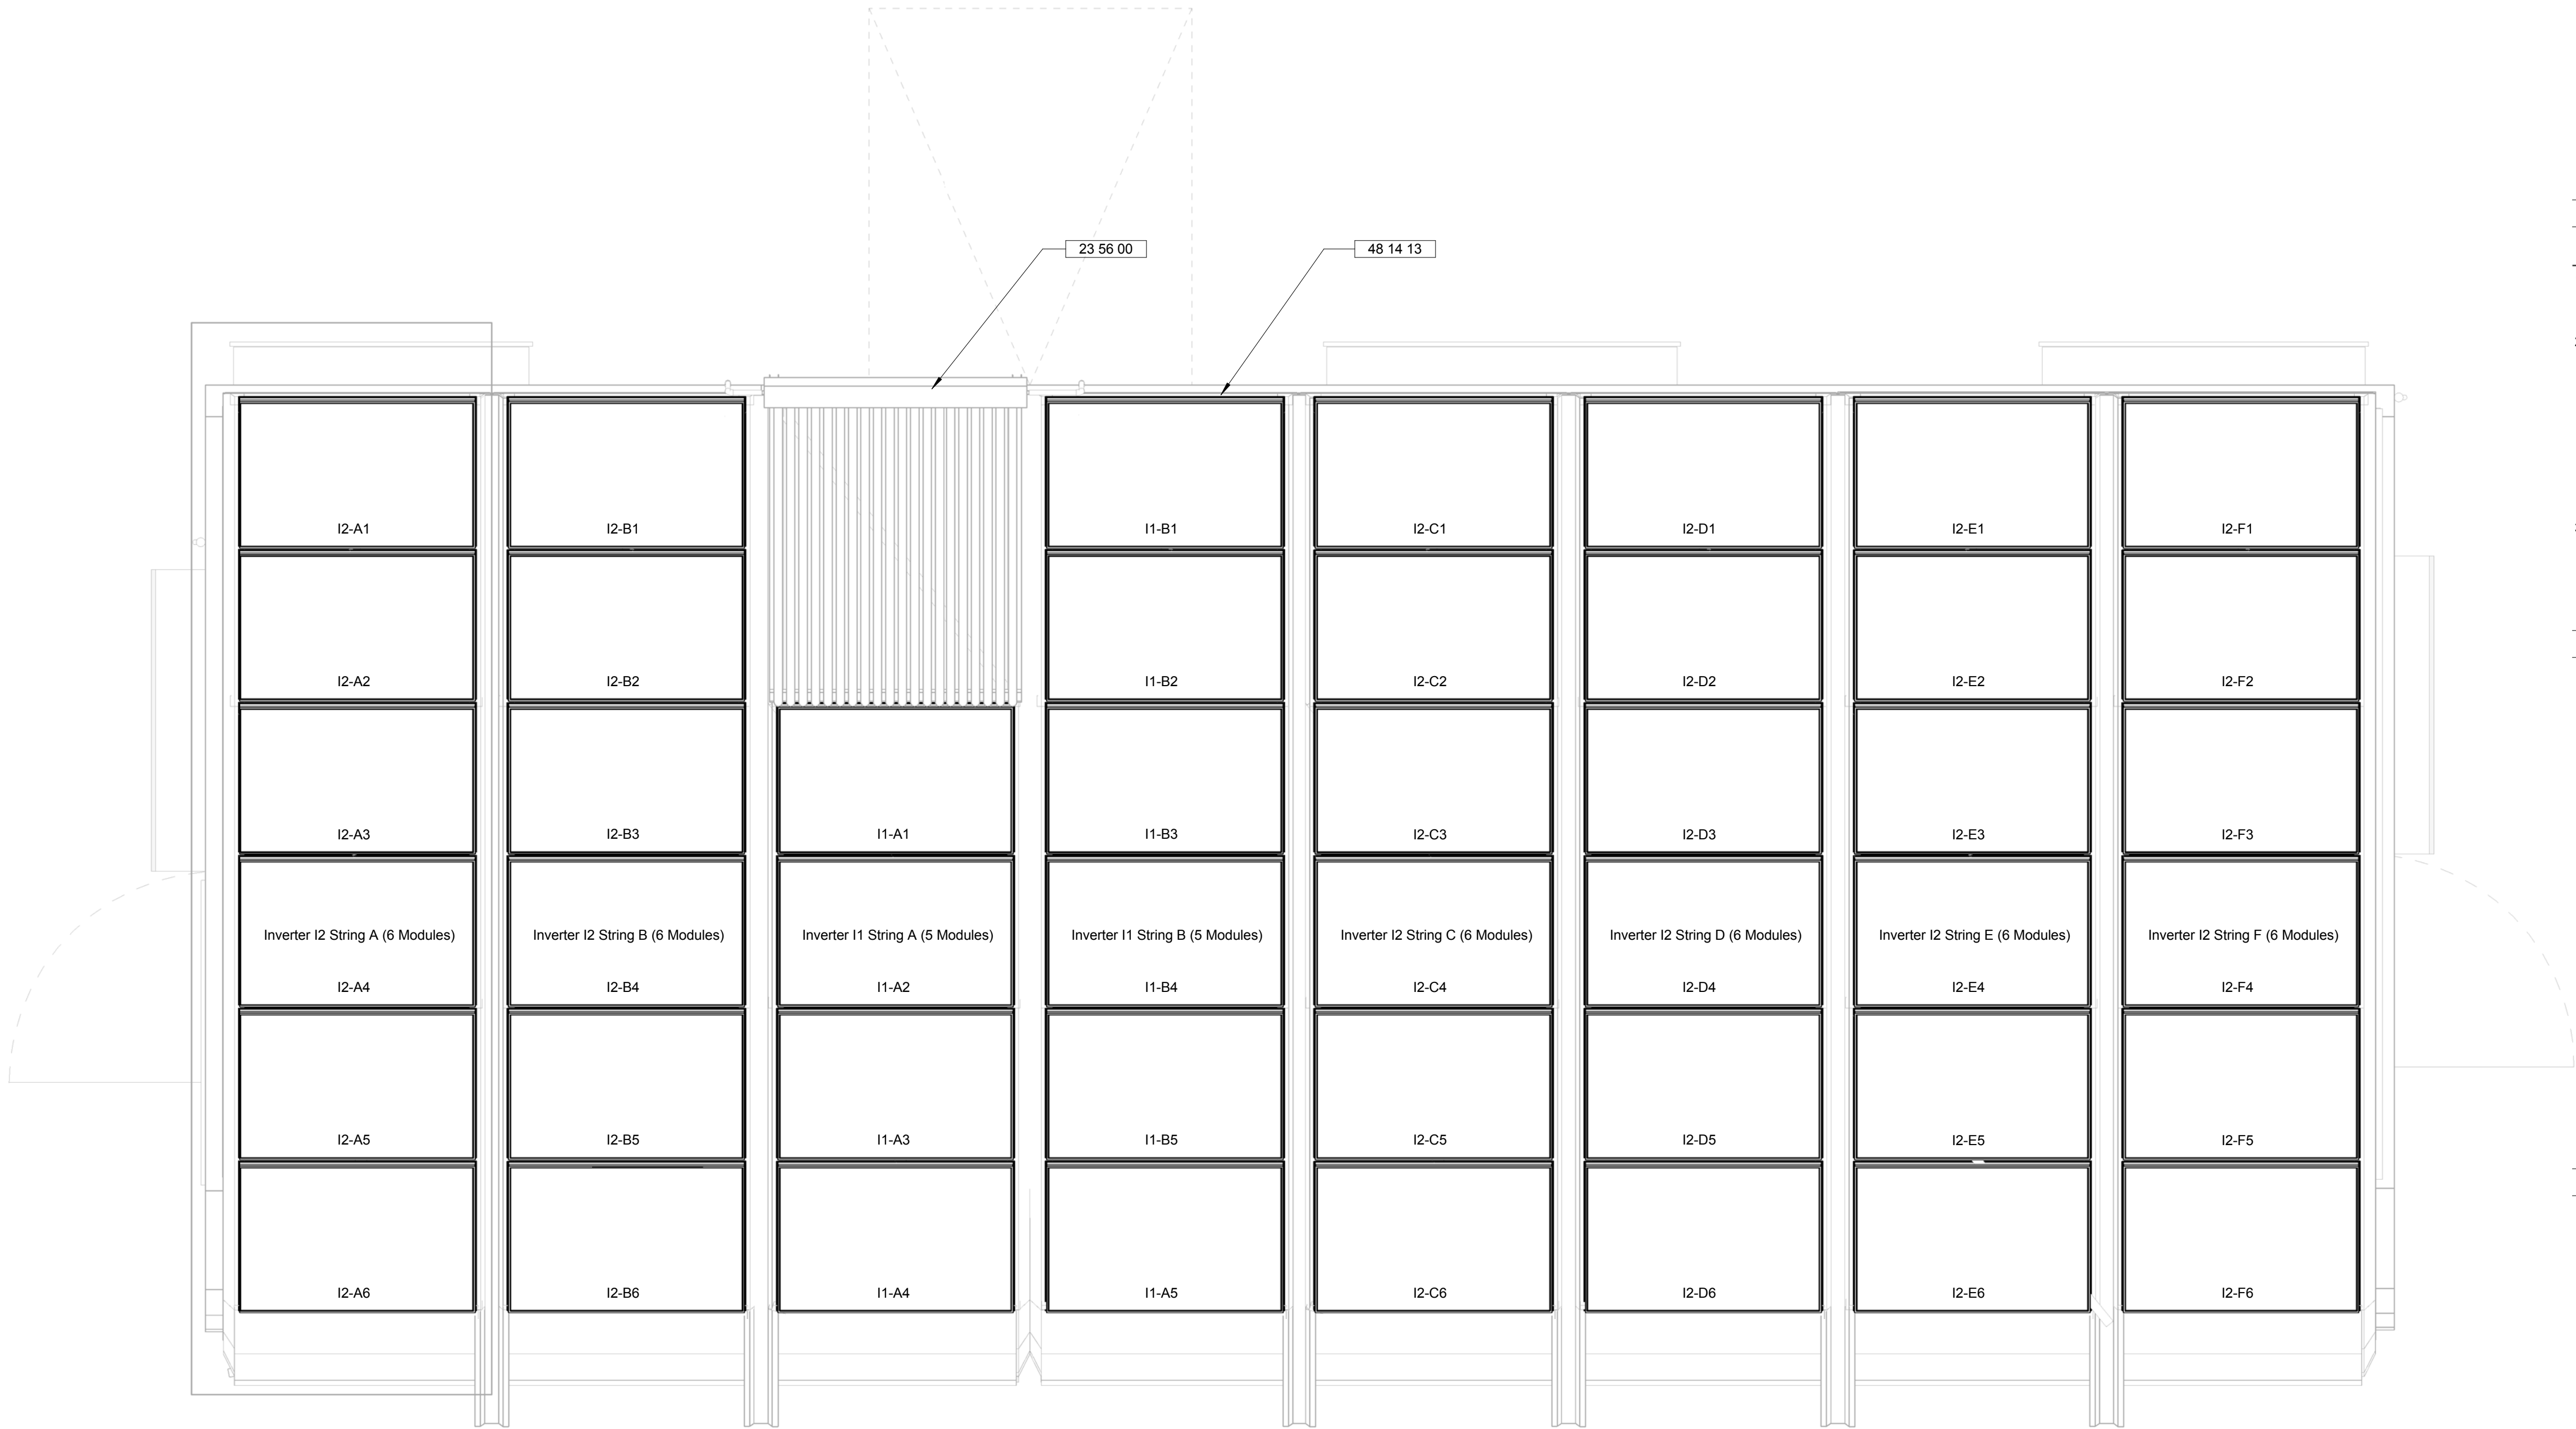 23 56 00
48 14 13
I2-A1
I2-B1
I1-B1
I2-C1
I2-D1
I2-E1
I2-F1
I2-A2
I2-B2
I1-B2
I2-C2
I2-D2
I2-E2
I2-F2
I2-A3
I2-B3
I1-A1
I1-B3
I2-C3
I2-D3
I2-E3
I2-F3
Inverter I2 String A (6 Modules)
Inverter I2 String B (6 Modules)
Inverter I1 String A (5 Modules)
Inverter I1 String B (5 Modules)
Inverter I2 String C (6 Modules)
Inverter I2 String D (6 Modules)
Inverter I2 String E (6 Modules)
Inverter I2 String F (6 Modules)
I2-A4
I2-B4
I1-A2
I1-B4
I2-C4
I2-D4
I2-E4
I2-F4
I2-A5
I2-B5
I1-A3
I1-B5
I2-C5
I2-D5
I2-E5
I2-F5
I2-A6
I2-B6
I1-A4
I1-A5
I2-C6
I2-D6
I2-E6
I2-F6